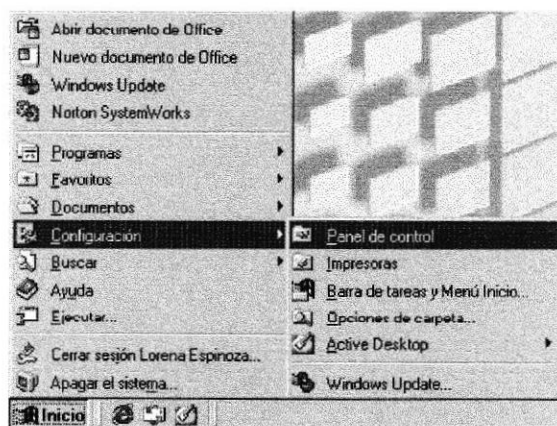 Abrir documento de Office
Nuevo documento de Office
Windows Update
Norton SystemWorks
Programas
Favoritos
Documentos
Configuración
Buscar
Ayuda
Ejecutar...
Cerrar sesión Lorena Espinoza...
Apagar el sistema...
Inicio
Panel de control
Impresoras
Barra de tareas y Menú Inicio...
Opciones de carpeta...
Active Desktop
Windows Update...